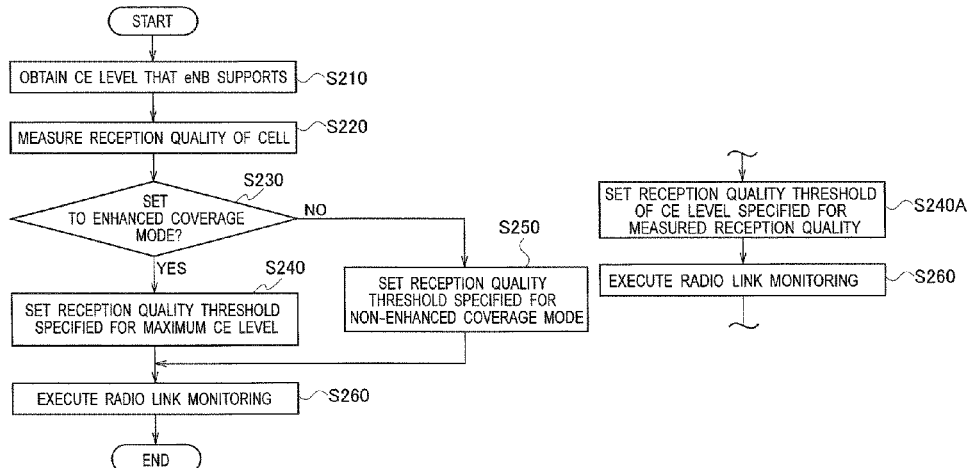 START
OBTAIN CE LEVEL THAT eNB SUPPORTS
S210
MEASURE RECEPTION QUALITY OF CELL
S220
SET
TO ENHANCED COVERAGE
MODE?
S230
NO
YES
S240
SET RECEPTION QUALITY THRESHOLD
SPECIFIED FOR MAXIMUM CE LEVEL
S250
SET RECEPTION QUALITY
THRESHOLD SPECIFIED FOR
NON-ENHANCED COVERAGE MODE
EXECUTE RADIO LINK MONITORING
S260
END
SET RECEPTION QUALITY THRESHOLD
OF CE LEVEL SPECIFIED FOR
MEASURED RECEPTION QUALITY
S240A
EXECUTE RADIO LINK MONITORING
S260